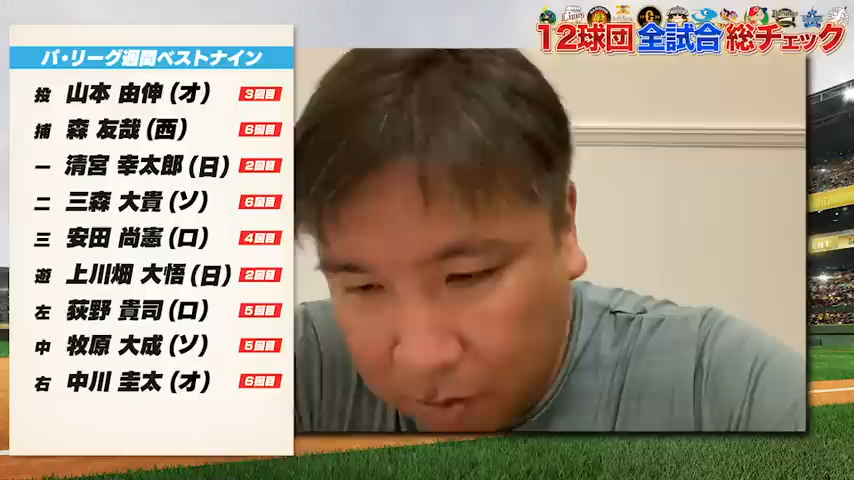 12球団 全試合 総チェック
パ・リーグ週間ベストナイン
投 山本 由伸(オ) 3回目
捕 森 友哉(西) 6回目
一 清宮 幸太郎(日) 2回目
二 三森 大貴(ソ) 6回目
三 安田 尚憲(ロ) 4回目
遊 上川畑 大悟(日) 2回目
左 荻野 貴司(ロ) 5回目
中 牧原 大成(ソ) 5回目
右 中川 圭太(オ) 6回目